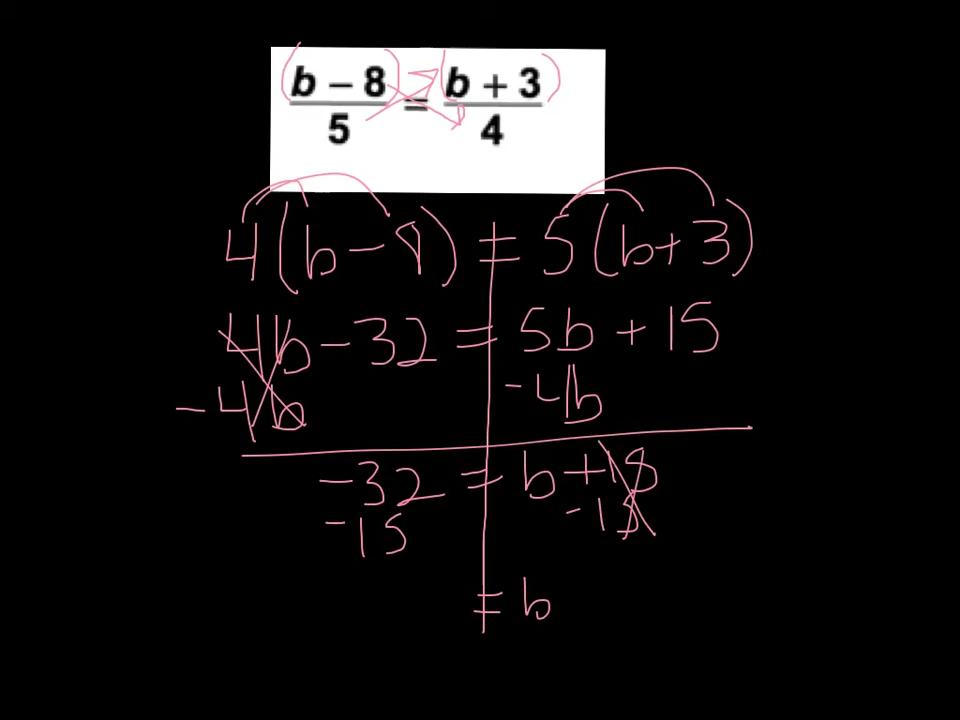 b – 8 = b + 3
5 4
4(b - 8) = 5(b + 3)
4b - 32 = 5b + 15
- 4b - 4b
- 32 = b + 15
- 15 - 15
= b